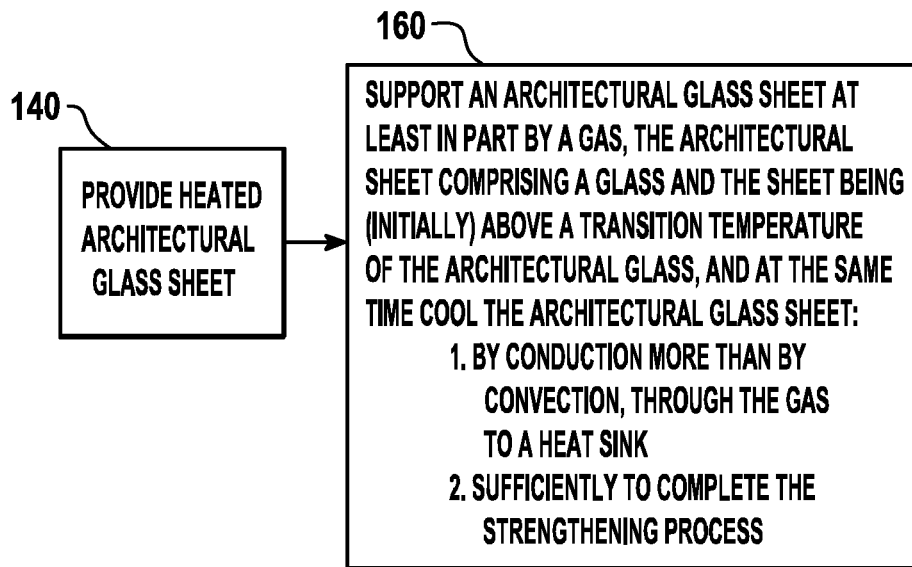 140
PROVIDE HEATED
ARCHITECTURAL
GLASS SHEET
160
SUPPORT AN ARCHITECTURAL GLASS SHEET AT
LEAST IN PART BY A GAS, THE ARCHITECTURAL
SHEET COMPRISING A GLASS AND THE SHEET BEING
(INITIALLY) ABOVE A TRANSITION TEMPERATURE
OF THE ARCHITECTURAL GLASS, AND AT THE SAME
TIME COOL THE ARCHITECTURAL GLASS SHEET:
1. BY CONDUCTION MORE THAN BY
CONVECTION, THROUGH THE GAS
TO A HEAT SINK
2. SUFFICIENTLY TO COMPLETE THE
STRENGTHENING PROCESS